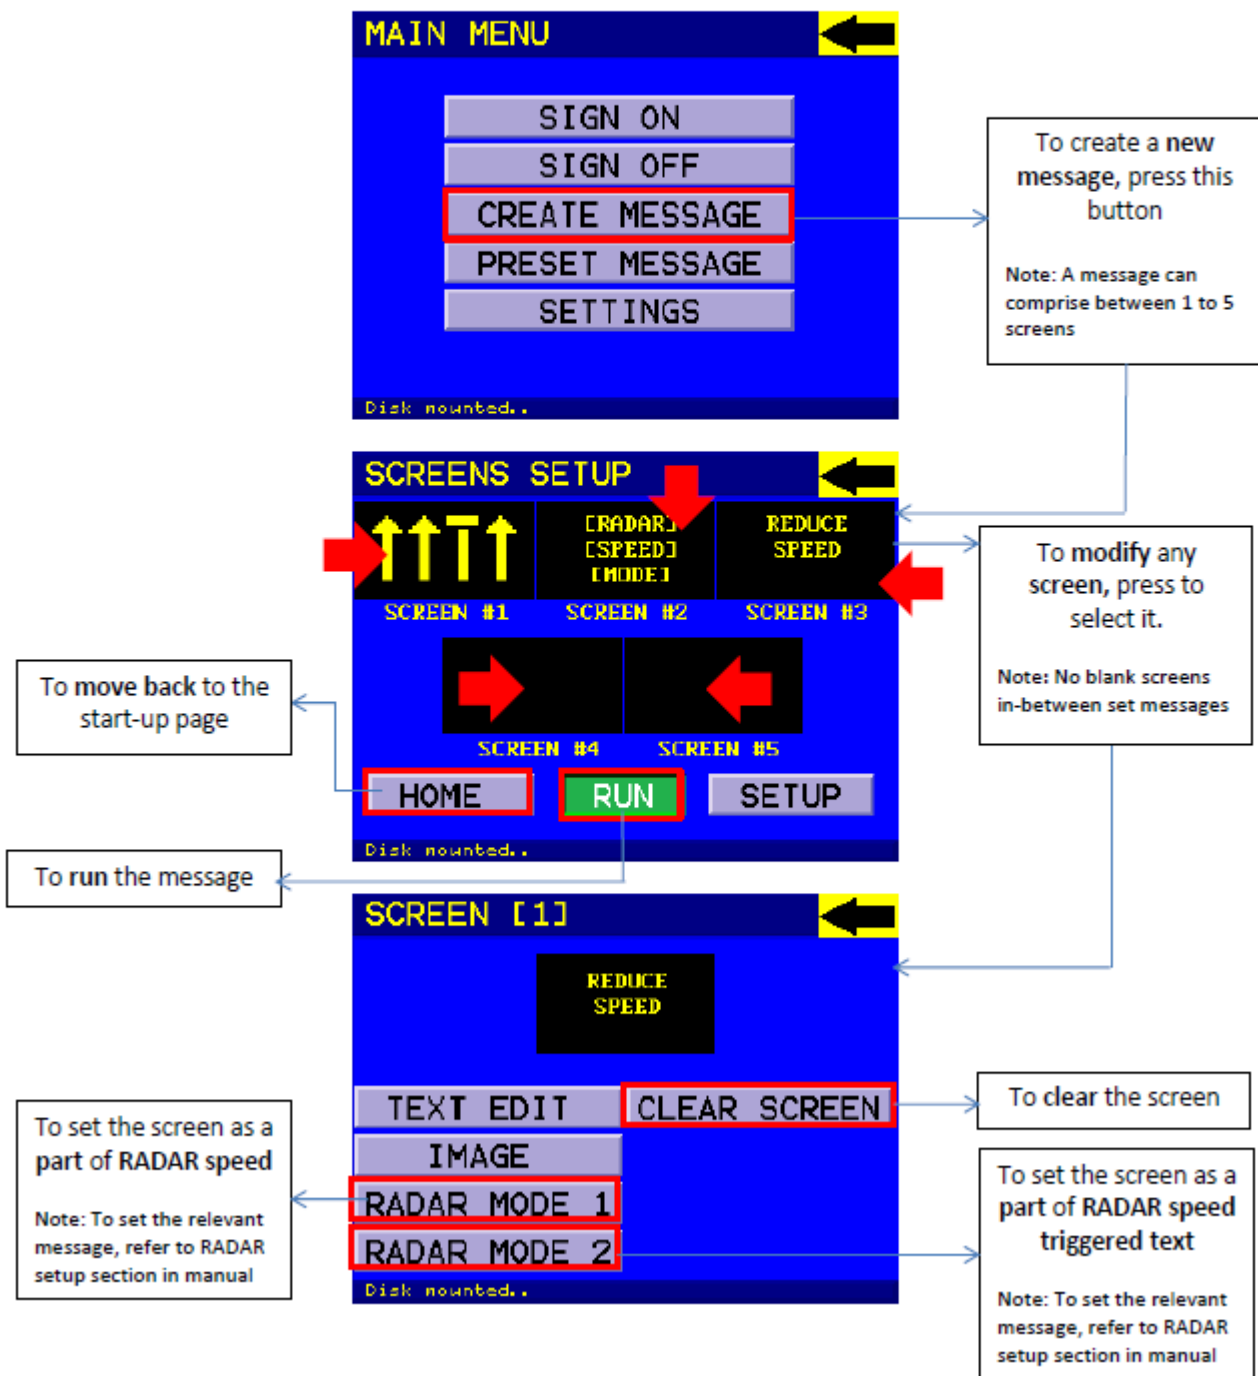 MAIN MENU
SIGN ON
SIGN OFF
CREATE MESSAGE
PRESET MESSAGE
SETTINGS
Disk mounted..
To create a new
message, press this
button
Note: A message can
comprise between 1 to 5
screens
SCREENS SETUP
[RADAR]
[SPEED]
[MODE]
REDUCE
SPEED
SCREEN #1
SCREEN #2
SCREEN #3
SCREEN #4
SCREEN #5
HOME
RUN
SETUP
Disk mounted..
To modify any
screen, press to
select it.
Note: No blank screens
in-between set messages
To move back to the
start-up page
To run the message
SCREEN [1]
REDUCE
SPEED
TEXT EDIT
CLEAR SCREEN
IMAGE
RADAR MODE 1
RADAR MODE 2
Disk mounted..
To clear the screen
To set the screen as a
part of RADAR speed
Note: To set the relevant
message, refer to RADAR
setup section in manual
To set the screen as a
part of RADAR speed
triggered text
Note: To set the relevant
message, refer to RADAR
setup section in manual